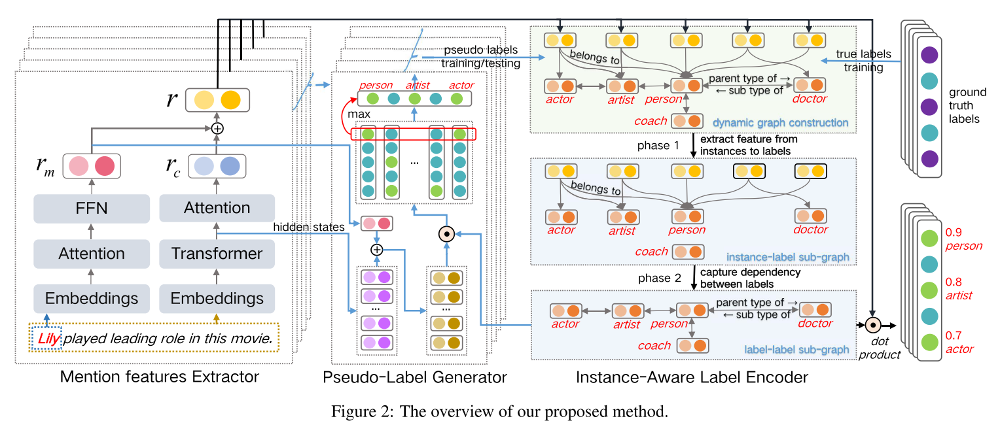 r
r_m
r_c
FFN
Attention
Attention
Transformer
Embeddings
Embeddings
Lily played leading role in this movie.
Mention features Extractor
hidden states
person
artist
actor
max
...
...
...
Pseudo-Label Generator
pseudo labels
training/testing
belongs to
parent type of →
← sub type of
actor
artist
person
doctor
coach
dynamic graph construction
true labels
training
phase 1
extract feature from
instances to labels
belongs to
actor
artist
person
doctor
coach
instance-label sub-graph
phase 2
capture dependency
between labels
parent type of →
← sub type of
actor
artist
person
doctor
coach
label-label sub-graph
Instance-Aware Label Encoder
dot
product
ground
truth
labels
0.9
person
0.8
artist
0.7
actor
Figure 2: The overview of our proposed method.